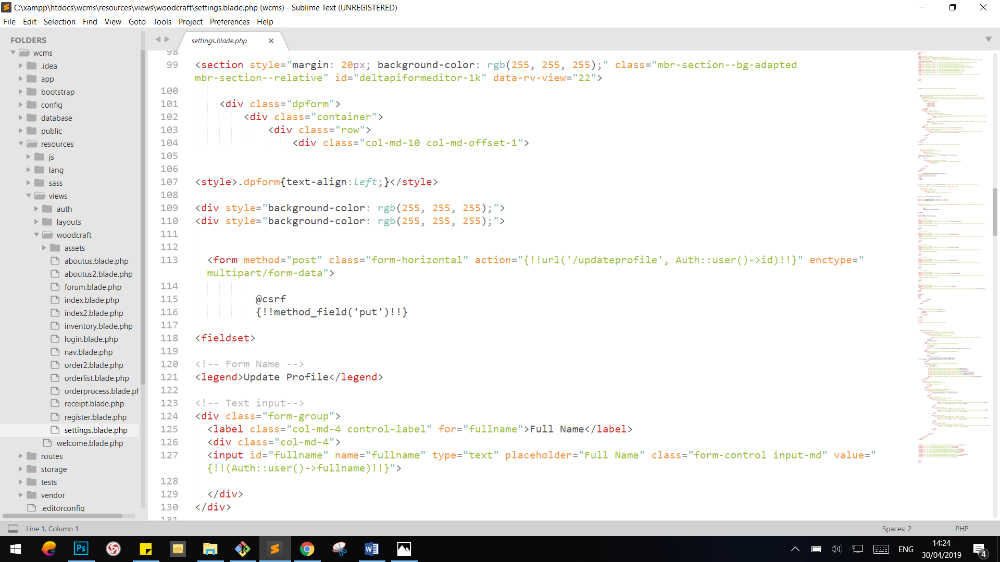 C:\xampp\htdocs\wcms\resources\views\woodcraft\settings.blade.php (wcms) - Sublime Text (UNREGISTERED)
File Edit Selection Find View Goto Tools Project Preferences Help
FOLDERS
wcms
.idea
app
bootstrap
config
database
public
resources
js
lang
sass
views
auth
layouts
woodcraft
assets
aboutus.blade.php
aboutus2.blade.php
forum.blade.php
index.blade.php
index2.blade.php
inventory.blade.php
login.blade.php
nav.blade.php
order2.blade.php
orderlist.blade.php
orderprocess.blade.ph
receipt.blade.php
register.blade.php
settings.blade.php
welcome.blade.php
routes
storage
tests
vendor
.editorconfig
settings.blade.php
98
99 <section style="margin: 20px; background-color: rgb(255, 255, 255);" class="mbr-section--bg-adapted
mbr-section--relative" id="deltapiformeditor-1k" data-rv-view="22">
100
101 <div class="dpform">
102 <div class="container">
103 <div class="row">
104 <div class="col-md-10 col-md-offset-1">
105
106
107 <style>.dpform{text-align:left;}</style>
108
109 <div style="background-color: rgb(255, 255, 255);">
110 <div style="background-color: rgb(255, 255, 255);">
111
112
113 <form method="post" class="form-horizontal" action="{!!url('/updateprofile', Auth::user()->id)!!}" enctype="
multipart/form-data">
114
115 @csrf
116 {!!method_field('put')!!}
117
118 <fieldset>
119
120 <!-- Form Name -->
121 <legend>Update Profile</legend>
122
123 <!-- Text input-->
124 <div class="form-group">
125 <label class="col-md-4 control-label" for="fullname">Full Name</label>
126 <div class="col-md-4">
127 <input id="fullname" name="fullname" type="text" placeholder="Full Name" class="form-control input-md" value="
{!!(Auth::user()->fullname)!!}">
128
129 </div>
130 </div>
131
Line 1, Column 1
Spaces: 2
PHP
Ps
ENG
14:24
30/04/2019
4